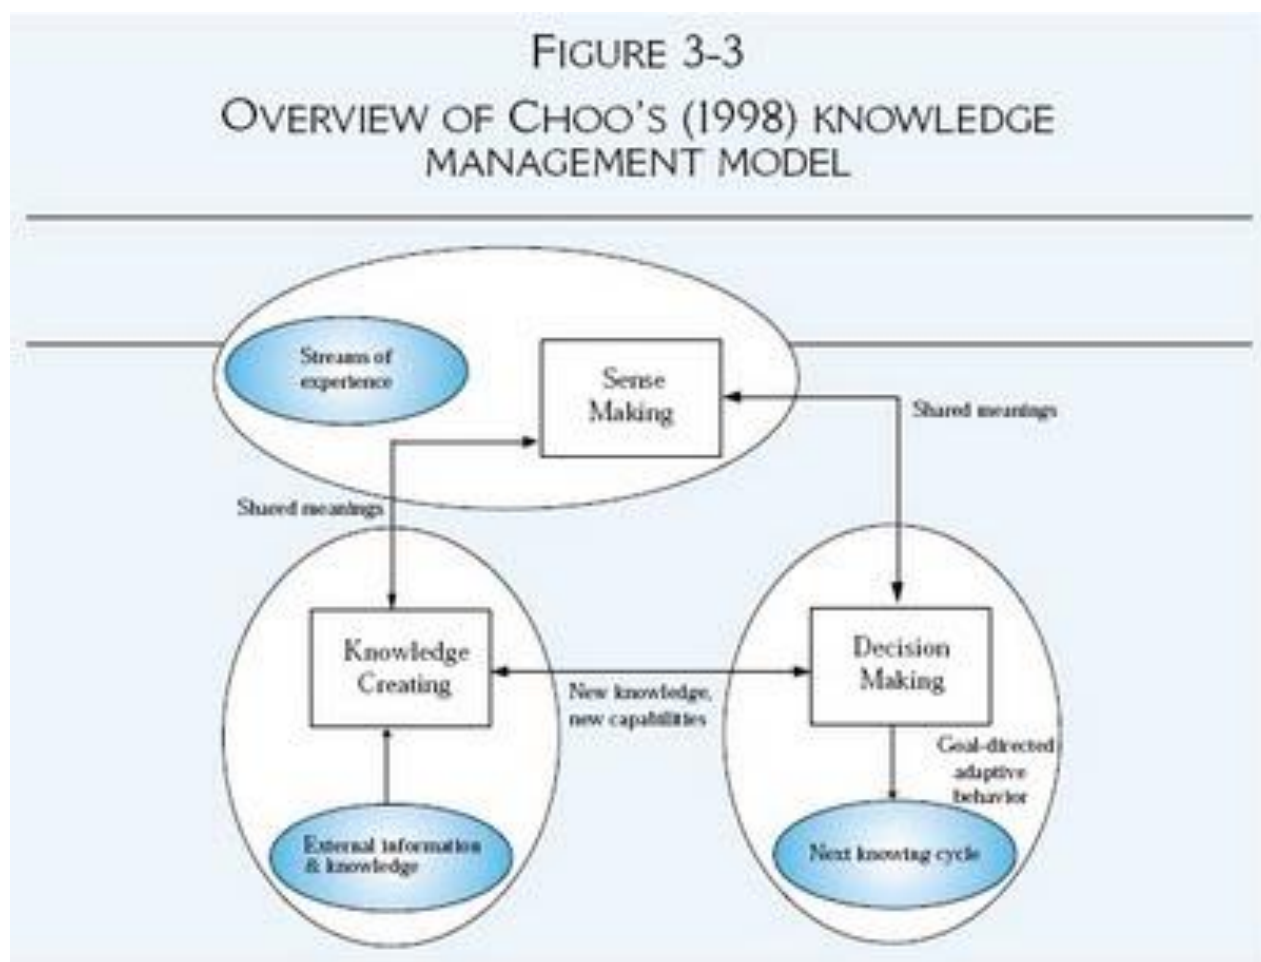 FIGURE 3-3
OVERVIEW OF CHOO'S (1998) KNOWLEDGE
MANAGEMENT MODEL
Streams of
experience
Sense
Making
Shared meanings
Shared meanings
Knowledge
Creating
Decision
Making
New knowledge,
new capabilities
Goal-directed
adaptive
behavior
External information
& knowledge
Next knowing cycle